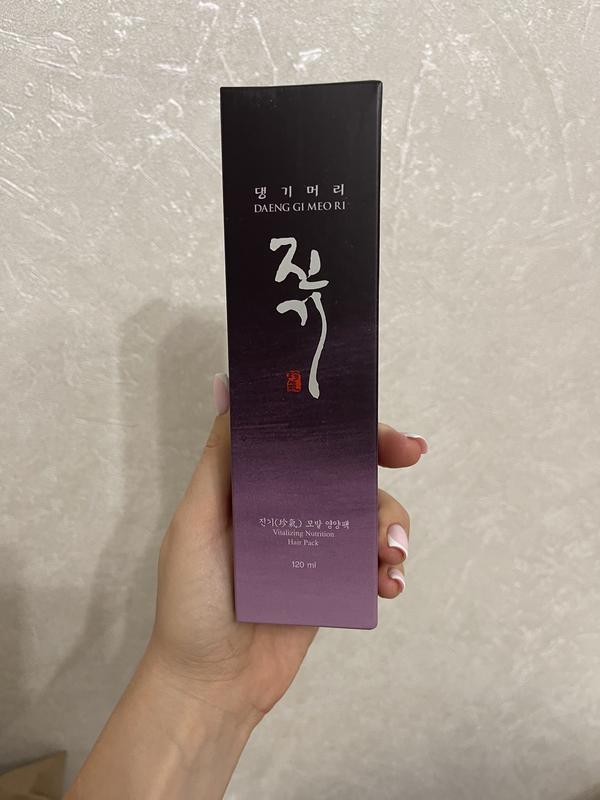 댕기머리
DAENG GI MEO RI
진기
진기(珍氣) 모발 영양팩
Vitalizing Nutrition
Hair Pack
120 ml